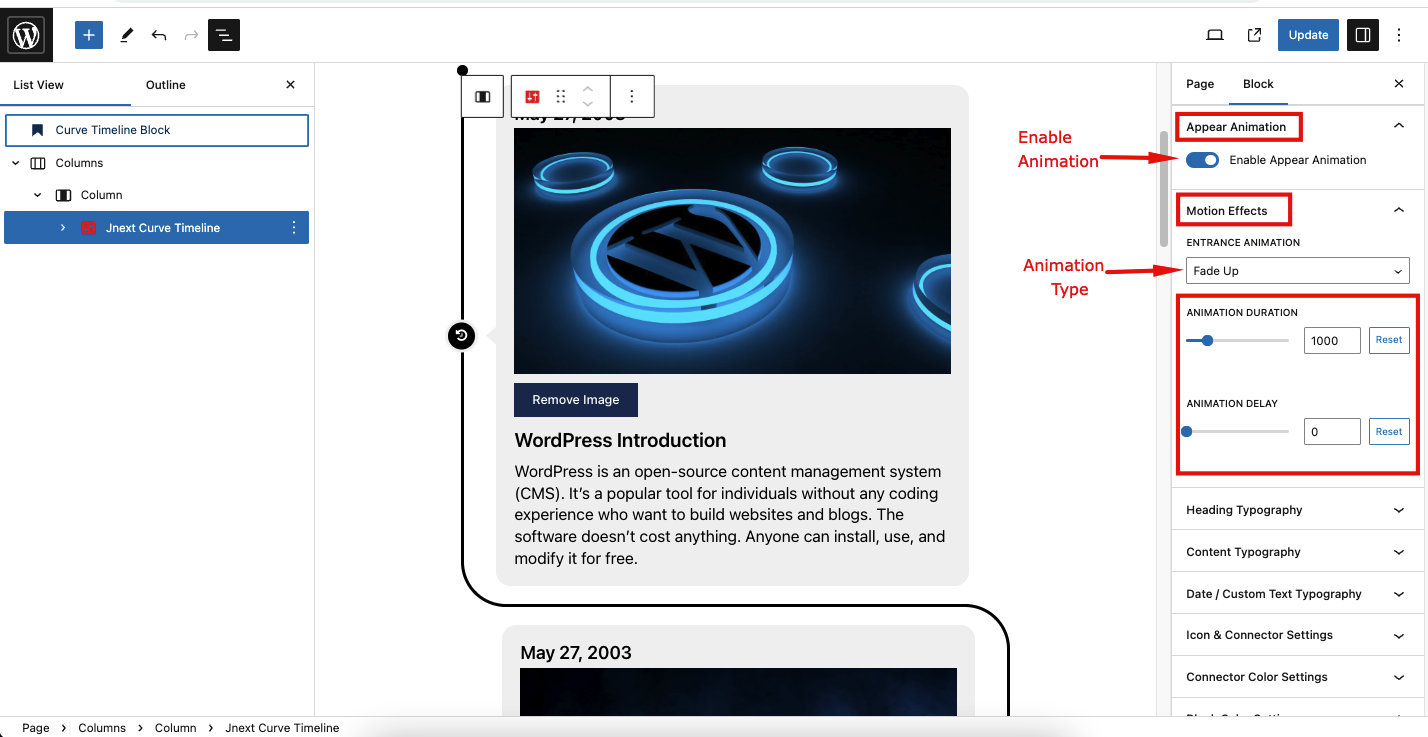 Update
List View
Outline
Page
Block
Curve Timeline Block
Columns
Column
Jnext Curve Timeline
May 27, 2003
Remove Image
WordPress Introduction
WordPress is an open-source content management system
(CMS). It’s a popular tool for individuals without any coding
experience who want to build websites and blogs. The
software doesn’t cost anything. Anyone can install, use, and
modify it for free.
May 27, 2003
Enable
Animation
Animation
Type
Appear Animation
Enable Appear Animation
Motion Effects
ENTRANCE ANIMATION
Fade Up
ANIMATION DURATION
1000
Reset
ANIMATION DELAY
0
Reset
Heading Typography
Content Typography
Date / Custom Text Typography
Icon & Connector Settings
Connector Color Settings
Page
Columns
Column
Jnext Curve Timeline